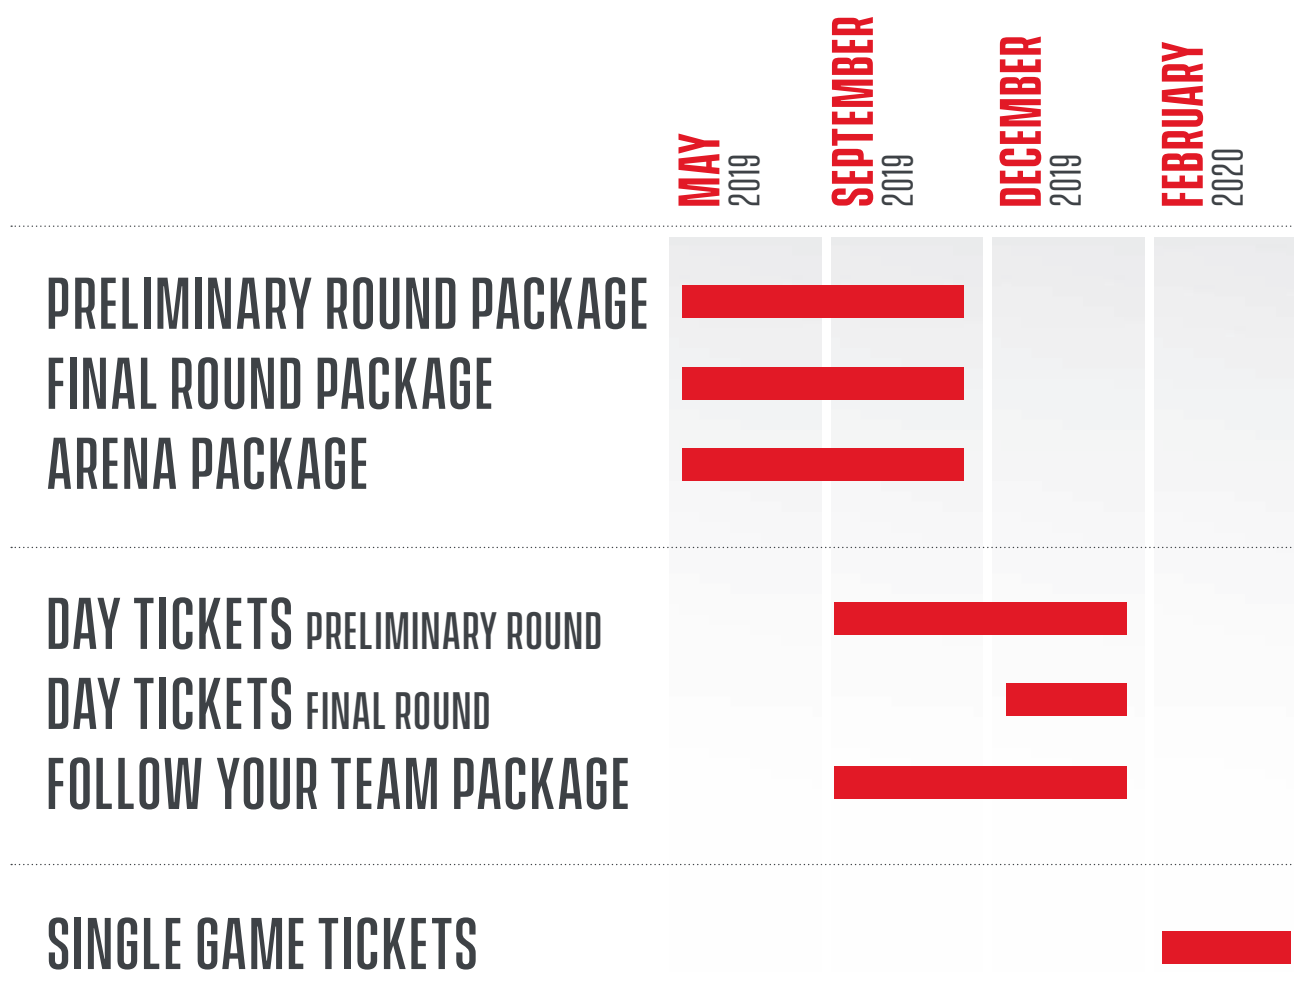 MAY
2019
SEPTEMBER
2019
DECEMBER
2019
FEBRUARY
2020
PRELIMINARY ROUND PACKAGE
FINAL ROUND PACKAGE
ARENA PACKAGE
DAY TICKETS PRELIMINARY ROUND
DAY TICKETS FINAL ROUND
FOLLOW YOUR TEAM PACKAGE
SINGLE GAME TICKETS